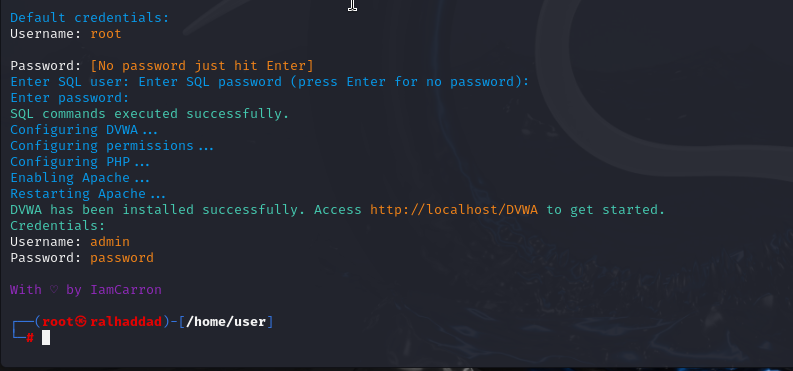 Default credentials:
Username: root
Password: [No password just hit Enter]
Enter SQL user: Enter SQL password (press Enter for no password):
Enter password:
SQL commands executed successfully.
Configuring DVWA...
Configuring permissions...
Configuring PHP...
Enabling Apache...
Restarting Apache...
DVWA has been installed successfully. Access http://localhost/DVWA to get started.
Credentials:
Username: admin
Password: password
With ♡ by IamCarron
┌──(root㉿ralhaddad)-[/home/user]
└─#